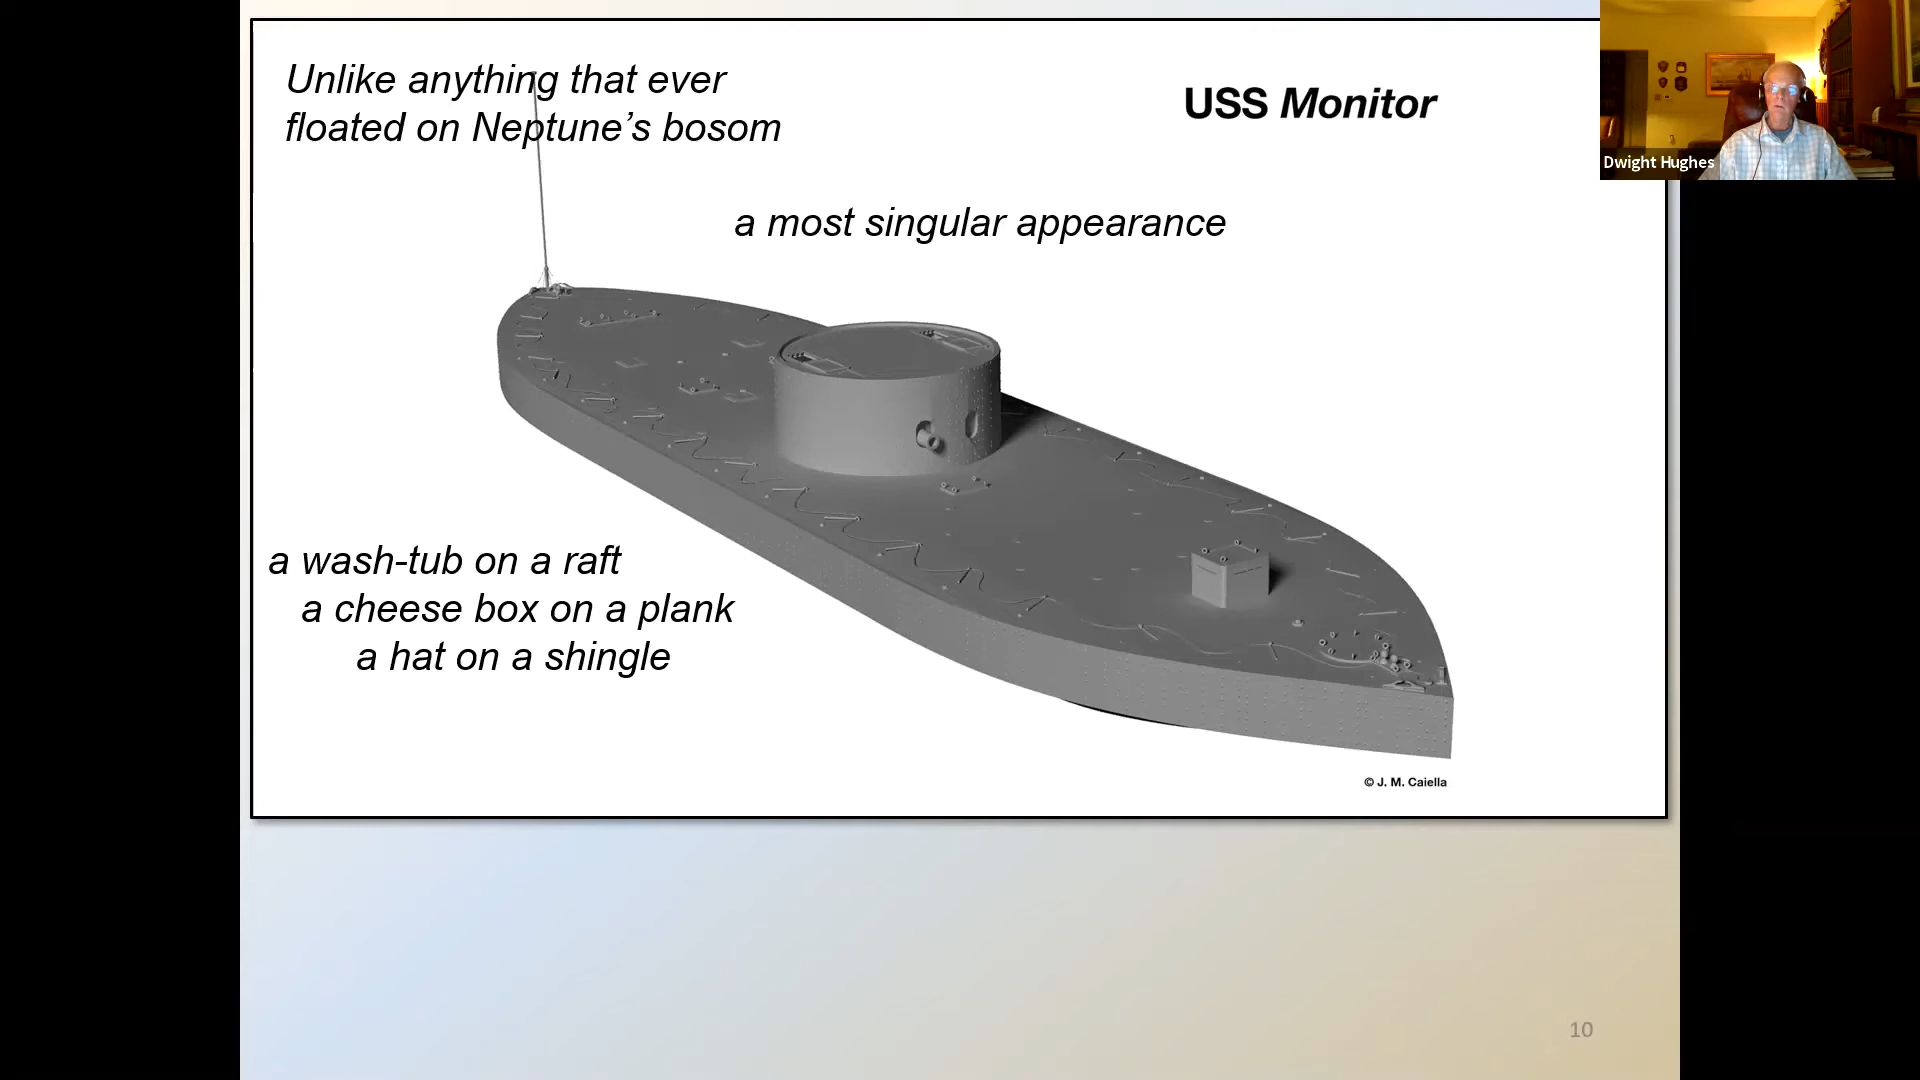 Unlike anything that ever
floated on Neptune’s bosom
USS Monitor
Dwight Hughes
a most singular appearance
a wash-tub on a raft
a cheese box on a plank
a hat on a shingle
© J. M. Caiella
10